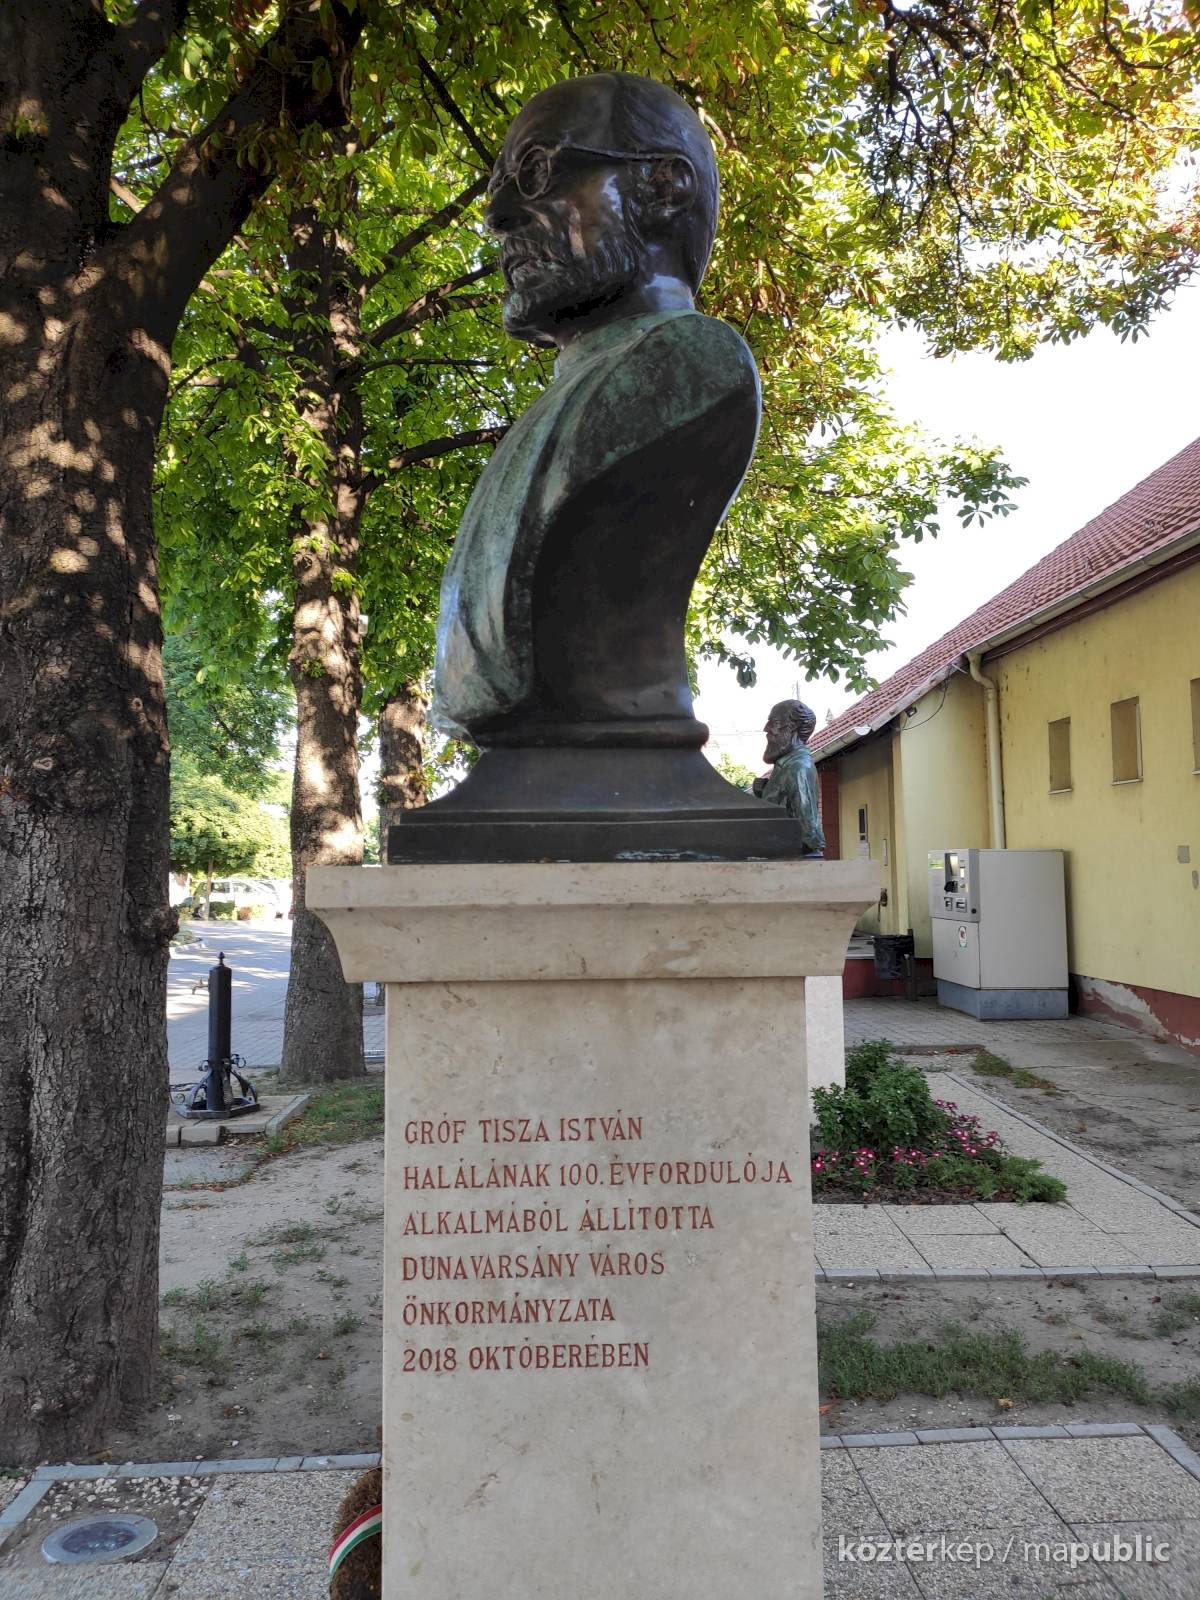 GRÓF TISZA ISTVÁN
HALÁLÁNAK 100. ÉVFORDULÓJA
ALKALMÁBÓL ÁLLÍTOTTA
DUNAVARSÁNY VÁROS
ÖNKORMÁNYZATA
2018 OKTÓBERÉBEN
köztérkép / mapublic